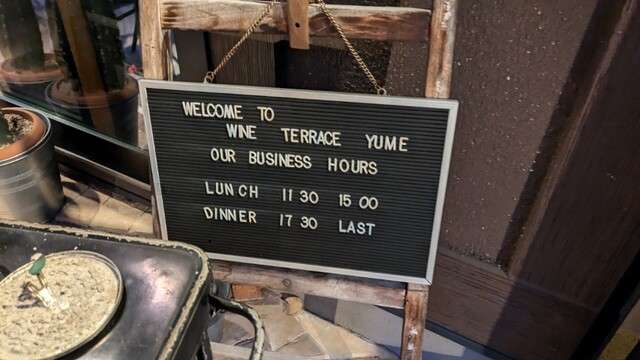 WELCOME TO
WINE TERRACE YUME
OUR BUSINESS HOURS
LUNCH 11 30 15 00
DINNER 17 30 LAST